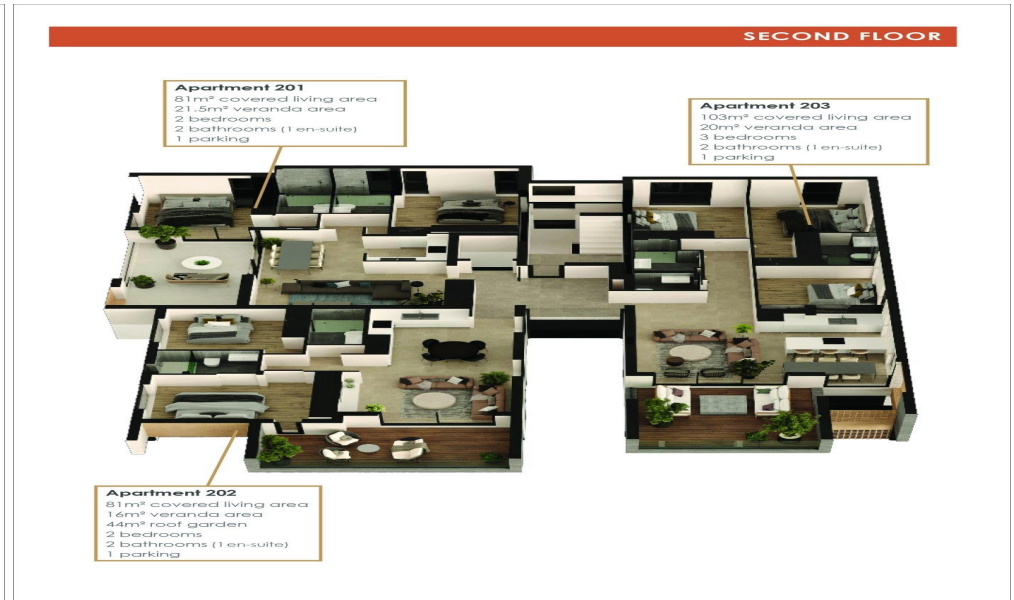 SECOND FLOOR
Apartment 201
81m² covered living area
21.5m² veranda area
2 bedrooms
2 bathrooms (1 en-suite)
1 parking
Apartment 203
103m² covered living area
20m² veranda area
3 bedrooms
2 bathrooms (1 en-suite)
1 parking
Apartment 202
81m² covered living area
16m² veranda area
44m² roof garden
2 bedrooms
2 bathrooms (1 en-suite)
1 parking